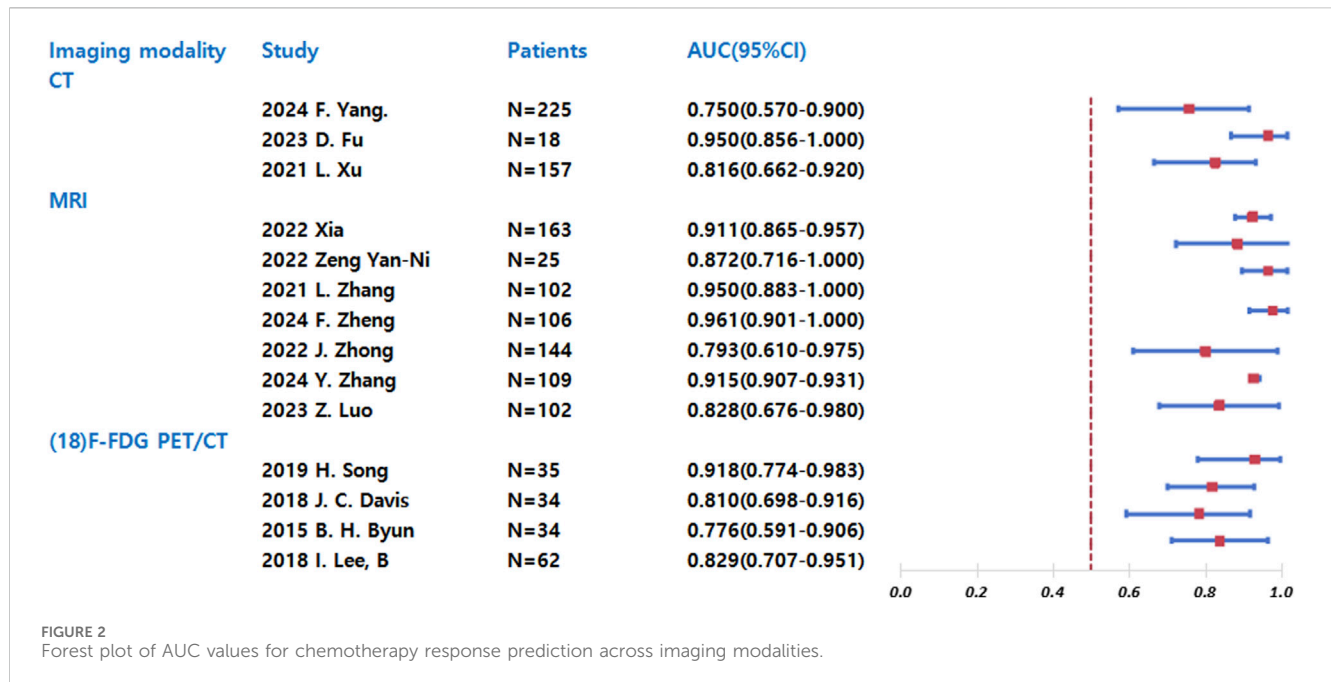 Imaging modality Study Patients AUC(95%CI)
CT
2024 F. Yang. N=225 0.750(0.570-0.900)
2023 D. Fu N=18 0.950(0.856-1.000)
2021 L. Xu N=157 0.816(0.662-0.920)
MRI
2022 Xia N=163 0.911(0.865-0.957)
2022 Zeng Yan-Ni N=25 0.872(0.716-1.000)
2021 L. Zhang N=102 0.950(0.883-1.000)
2024 F. Zheng N=106 0.961(0.901-1.000)
2022 J. Zhong N=144 0.793(0.610-0.975)
2024 Y. Zhang N=109 0.915(0.907-0.931)
2023 Z. Luo N=102 0.828(0.676-0.980)
(18)F-FDG PET/CT
2019 H. Song N=35 0.918(0.774-0.983)
2018 J. C. Davis N=34 0.810(0.698-0.916)
2015 B. H. Byun N=34 0.776(0.591-0.906)
2018 I. Lee, B N=62 0.829(0.707-0.951)
0.0 0.2 0.4 0.6 0.8 1.0
FIGURE 2
Forest plot of AUC values for chemotherapy response prediction across imaging modalities.